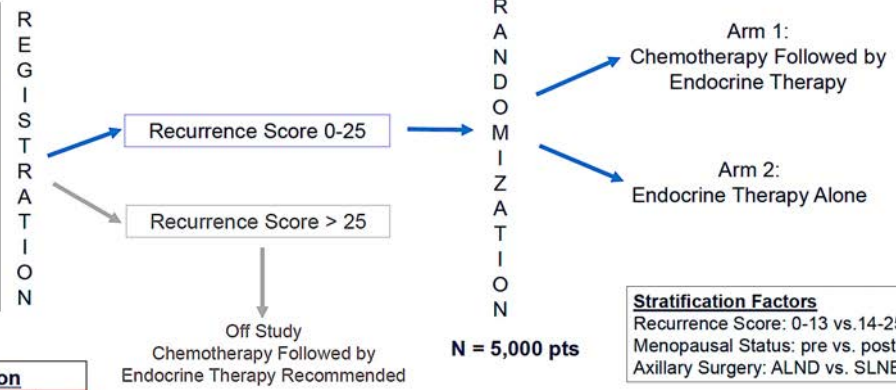 REGISTRATION
Recurrence Score 0-25
Recurrence Score > 25
Off Study
Chemotherapy Followed by
Endocrine Therapy Recommended
RANDOMIZATION
N = 5,000 pts
Arm 1:
Chemotherapy Followed by
Endocrine Therapy
Arm 2:
Endocrine Therapy Alone
Stratification Factors
Recurrence Score: 0-13 vs.14-25
Menopausal Status: pre vs. post
Axillary Surgery: ALND vs. SLNB
on